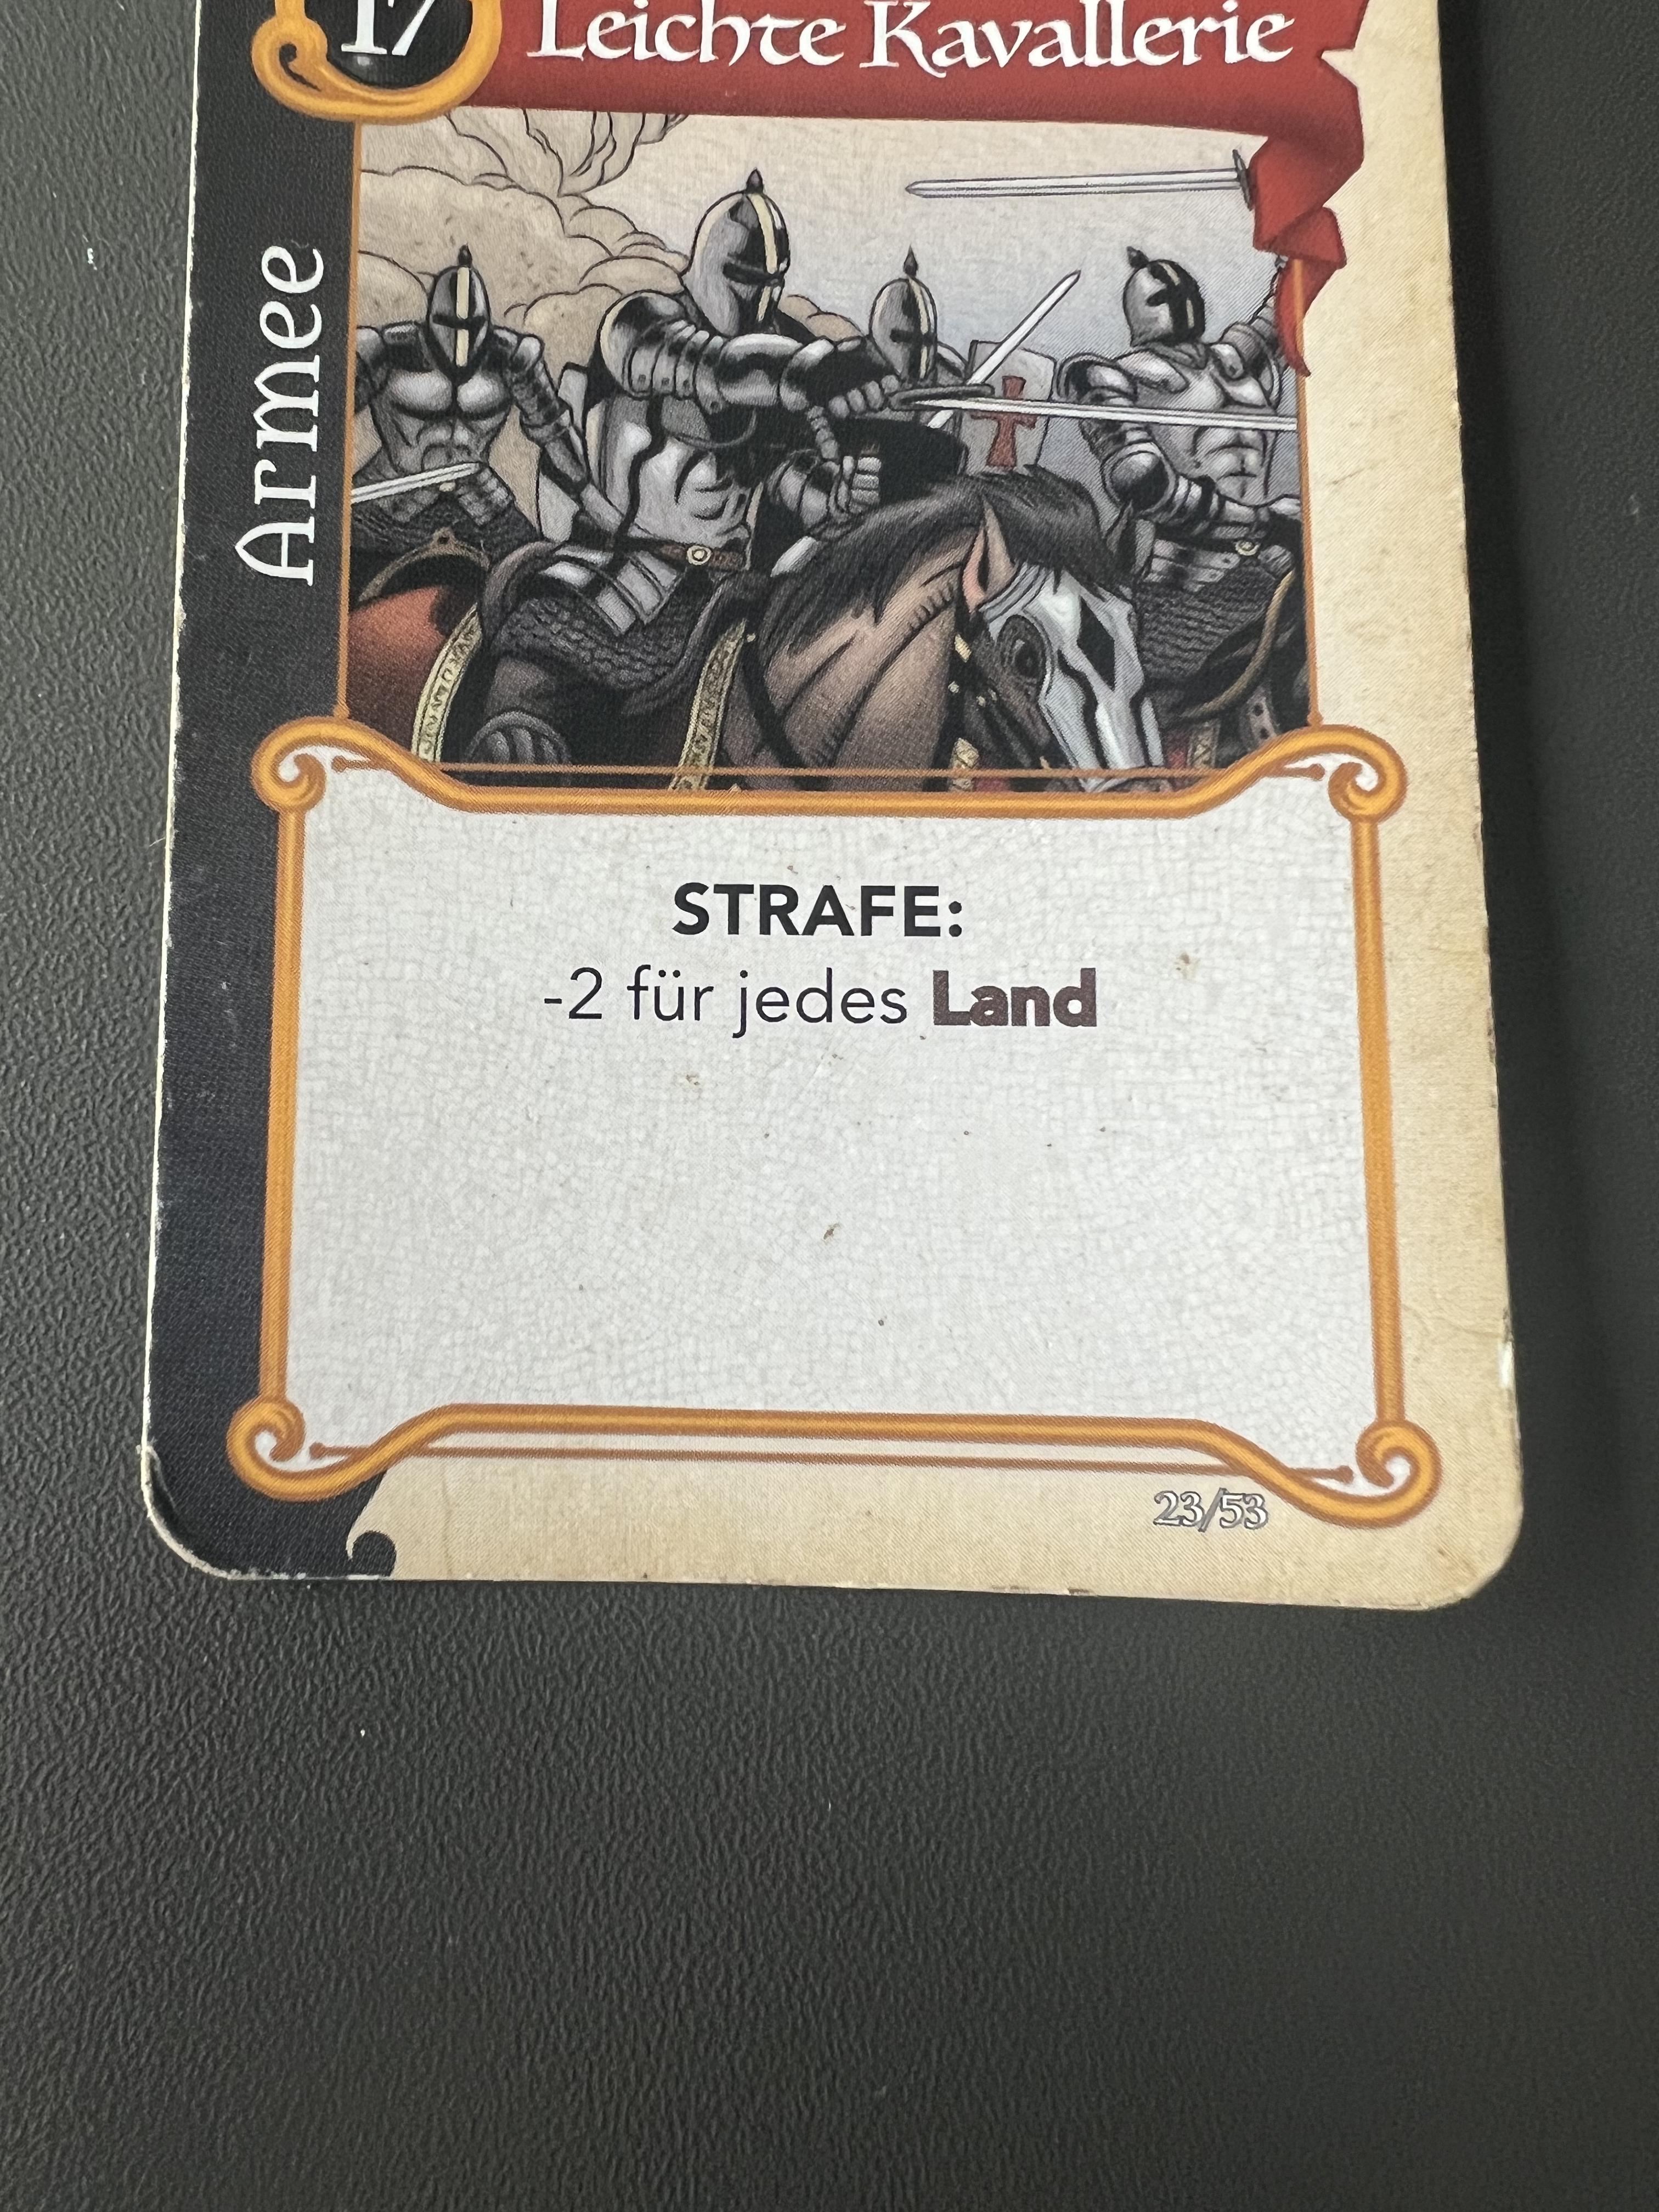 17
Leichte Kavallerie
Armee
STRAFE:
-2 für jedes Land
23/53